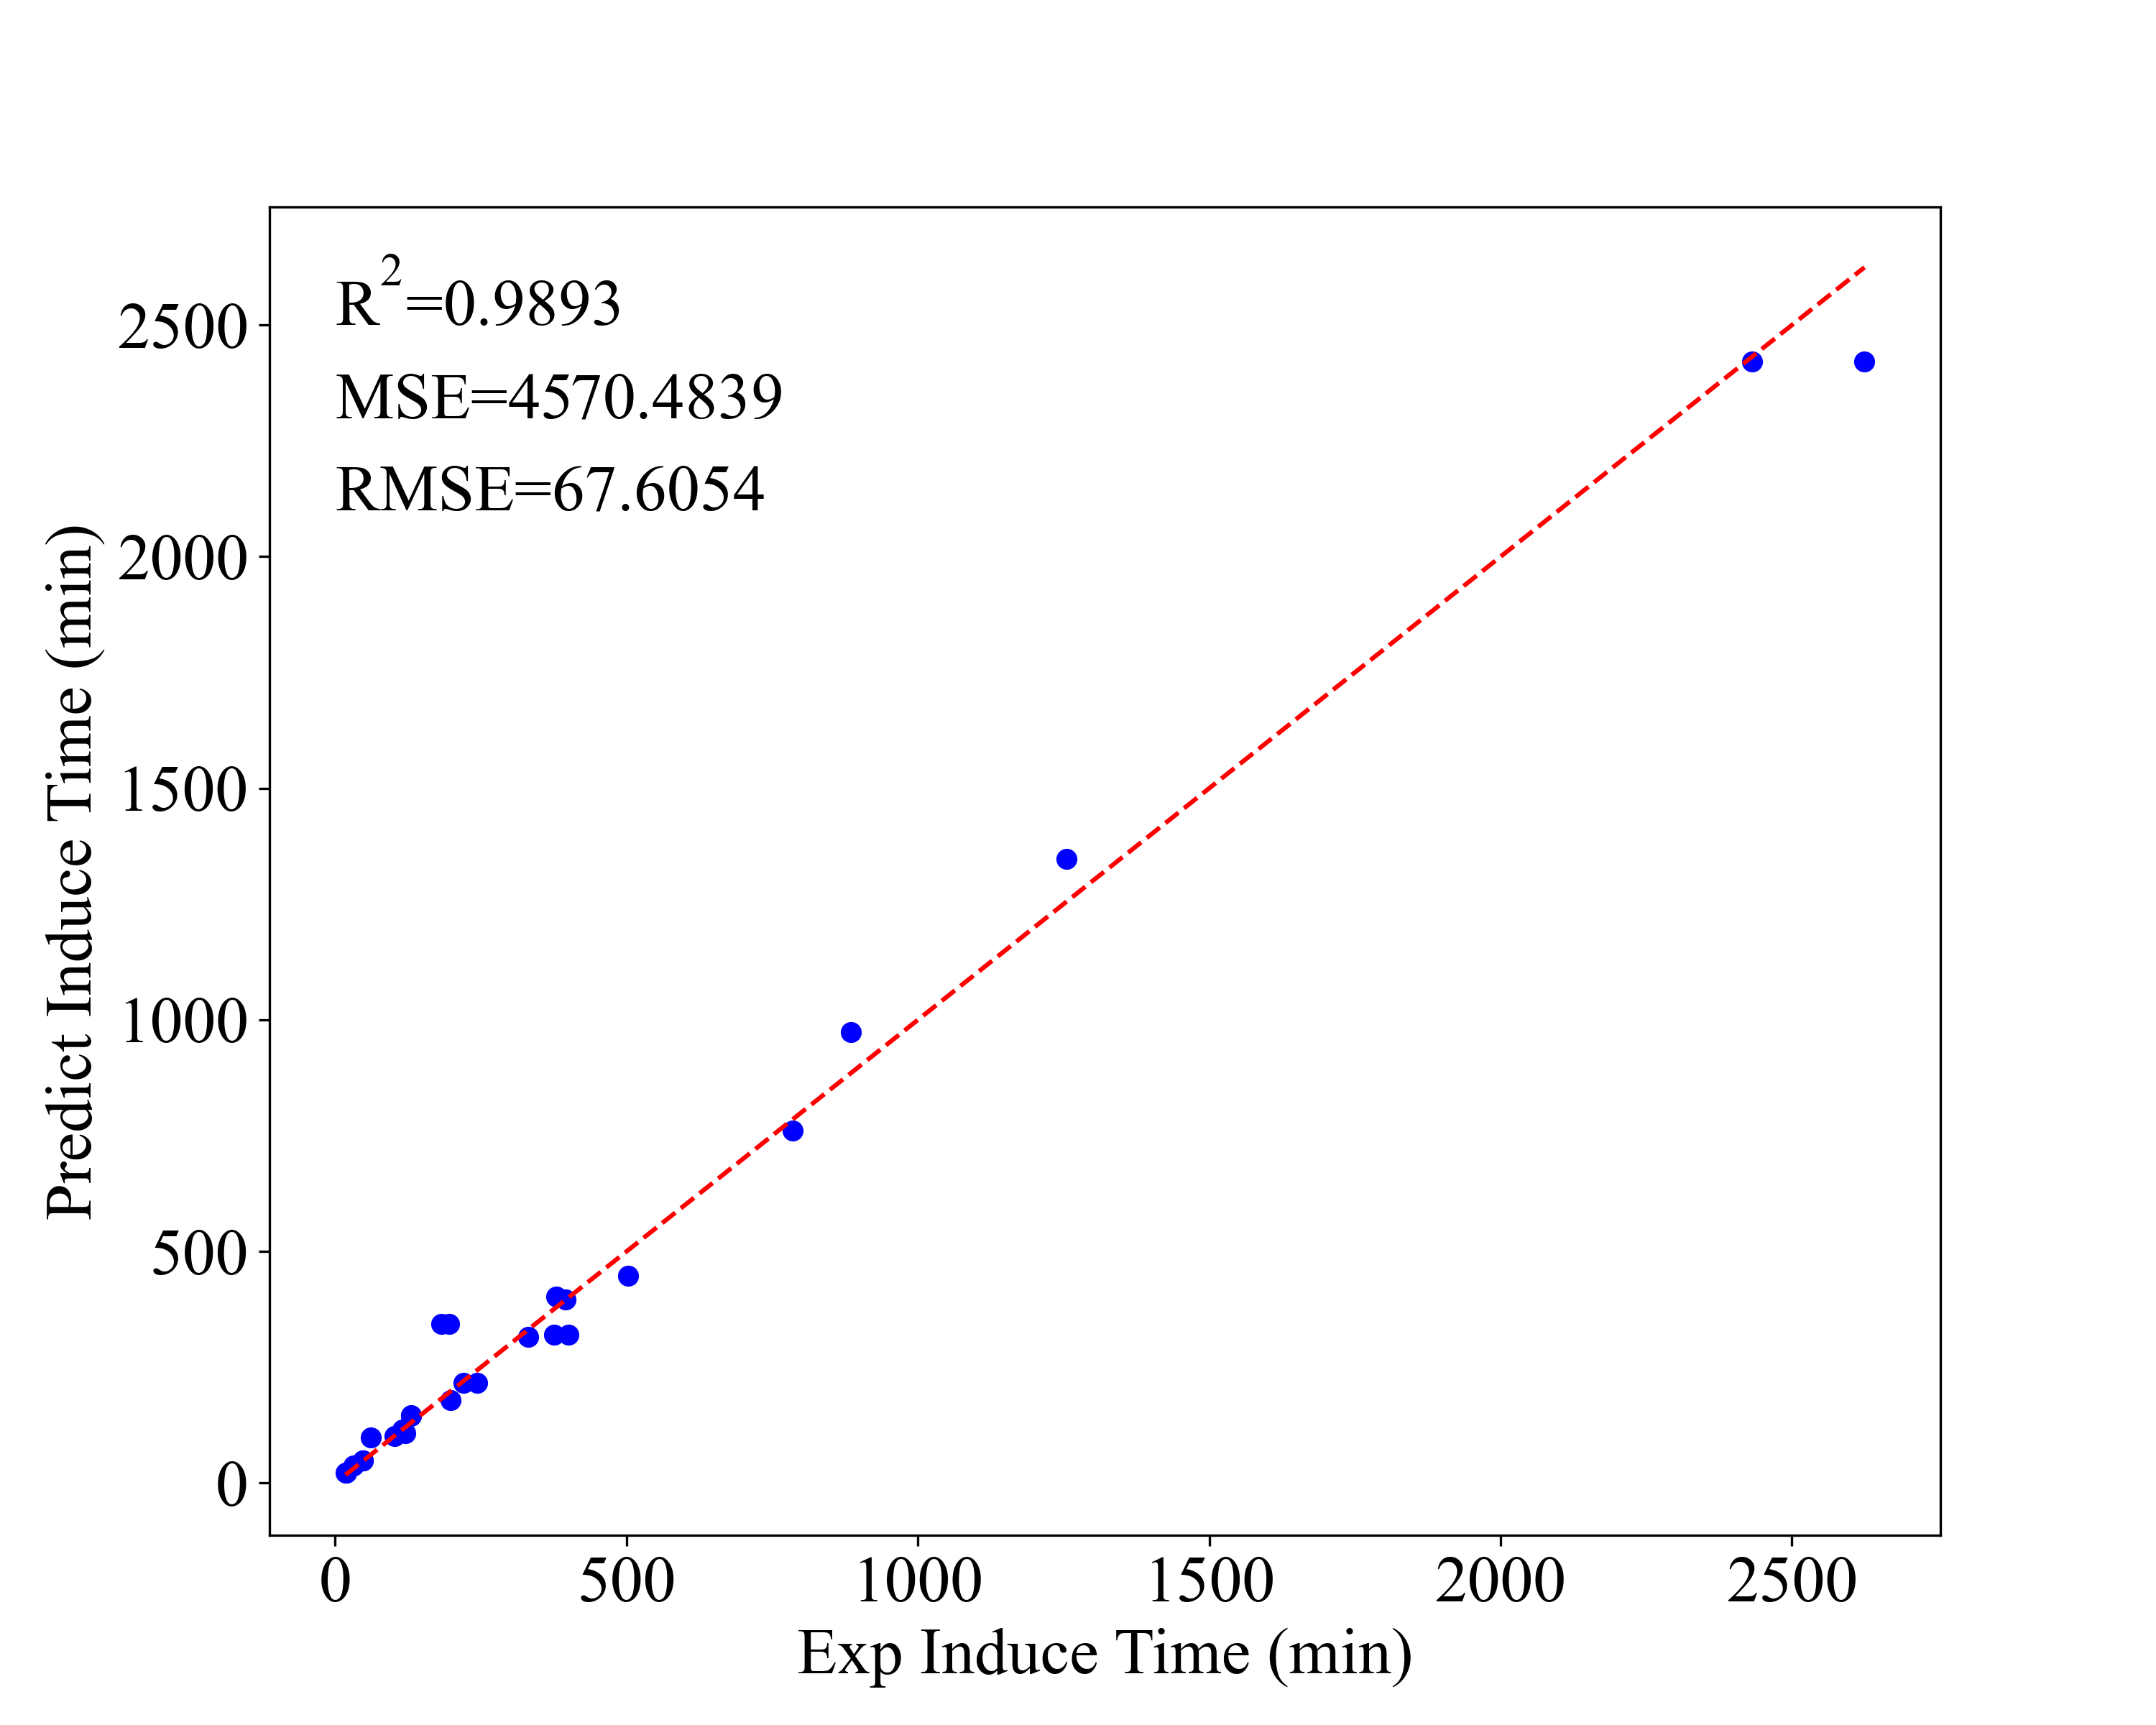 R²=0.9893
MSE=4570.4839
RMSE=67.6054
2500
2000
1500
1000
500
0
Predict Induce Time (min)
0 500 1000 1500 2000 2500
Exp Induce Time (min)